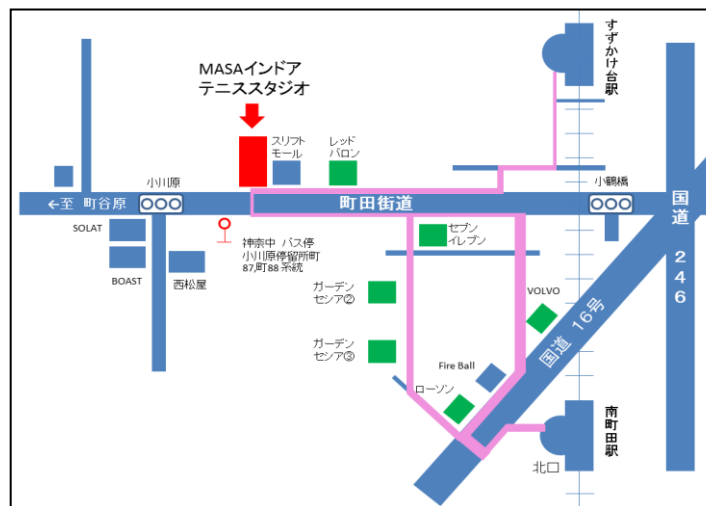 MASAインドア
テニススタジオ
すずかけ台駅
スリフト
モール
レッド
バロン
小川原
小鶴橋
←至 町谷原
町田街道
国道 246
SOLAT
BOAST
西松屋
神奈中 バス停
小川原停留所町
87,町88 系統
セブン
イレブン
ガーデン
セシア②
VOLVO
国道 16号
ガーデン
セシア③
Fire Ball
ローソン
南町田駅
北口